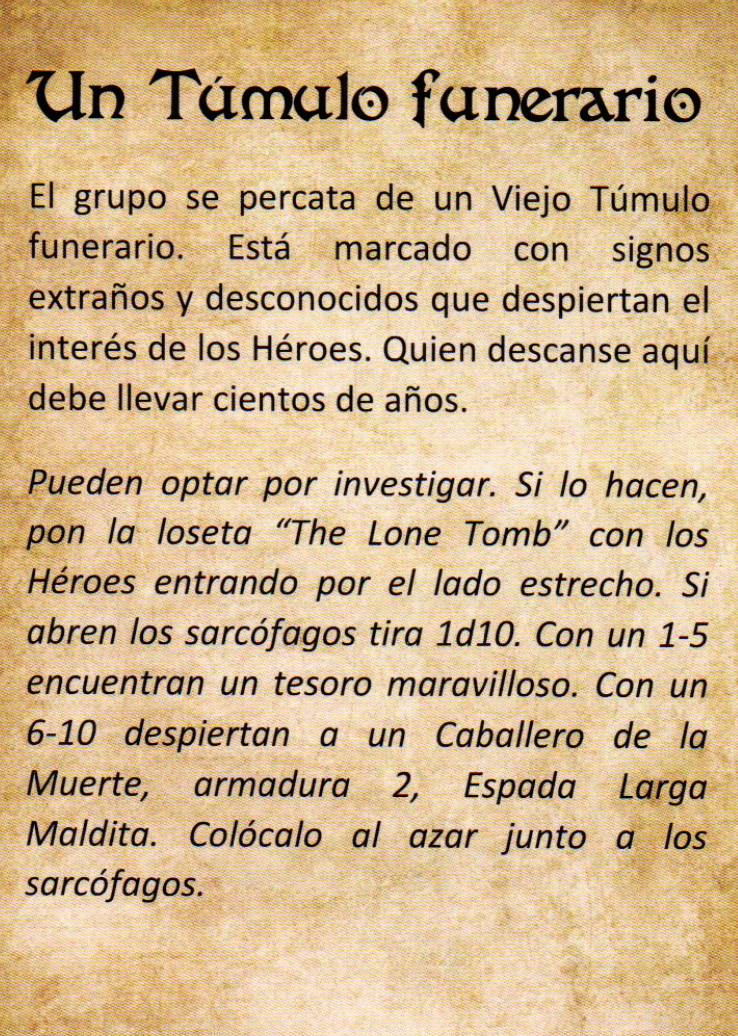 Un Túmulo funerario
El grupo se percata de un Viejo Túmulo
funerario. Está marcado con signos
extraños y desconocidos que despiertan el
interés de los Héroes. Quien descanse aquí
debe llevar cientos de años.
Pueden optar por investigar. Si lo hacen,
pon la loseta “The Lone Tomb” con los
Héroes entrando por el lado estrecho. Si
abren los sarcófagos tira 1d10. Con un 1-5
encuentran un tesoro maravilloso. Con un
6-10 despiertan a un Caballero de la
Muerte, armadura 2, Espada Larga
Maldita. Colócalo al azar junto a los
sarcófagos.